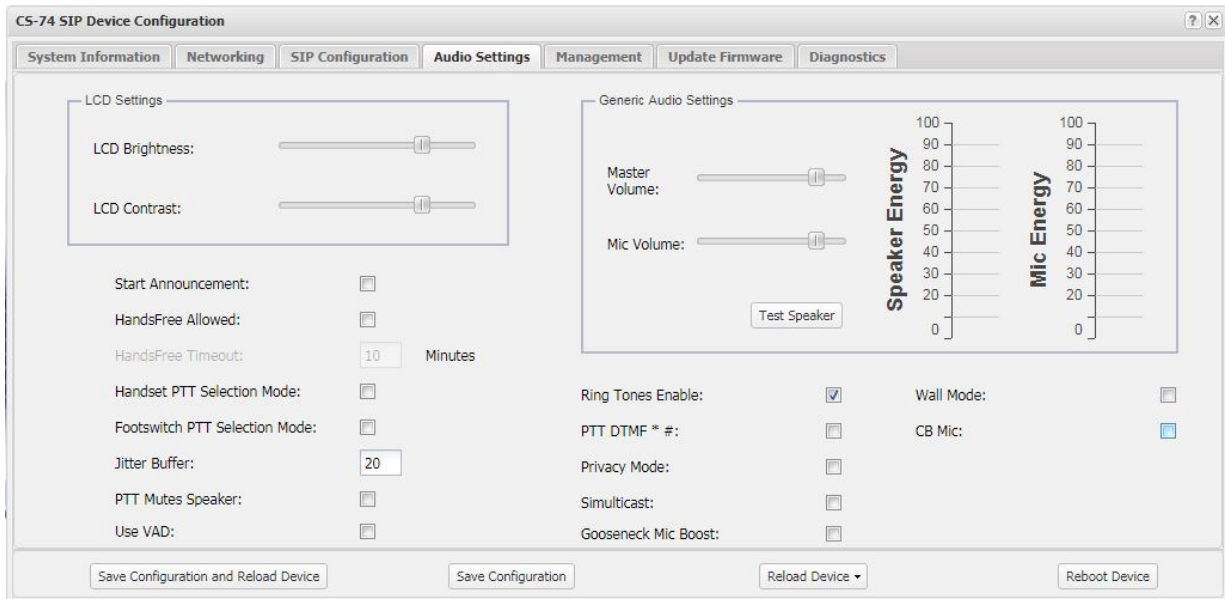 CS-74 SIP Device Configuration
? X
System Information Networking SIP Configuration Audio Settings Management Update Firmware Diagnostics
LCD Settings
LCD Brightness:
LCD Contrast:
Start Announcement:
HandsFree Allowed:
HandsFree Timeout: 10 Minutes
Handset PTT Selection Mode:
Footswitch PTT Selection Mode:
Jitter Buffer: 20
PTT Mutes Speaker:
Use VAD:
Generic Audio Settings
Master
Volume:
Mic Volume:
Test Speaker
Speaker Energy
100
90
80
70
60
50
40
30
20
0
Mic Energy
100
90
80
70
60
50
40
30
20
0
Ring Tones Enable:
PTT DTMF * #:
Privacy Mode:
Simulticast:
Gooseneck Mic Boost:
Wall Mode:
CB Mic:
Save Configuration and Reload Device Save Configuration Reload Device Reboot Device